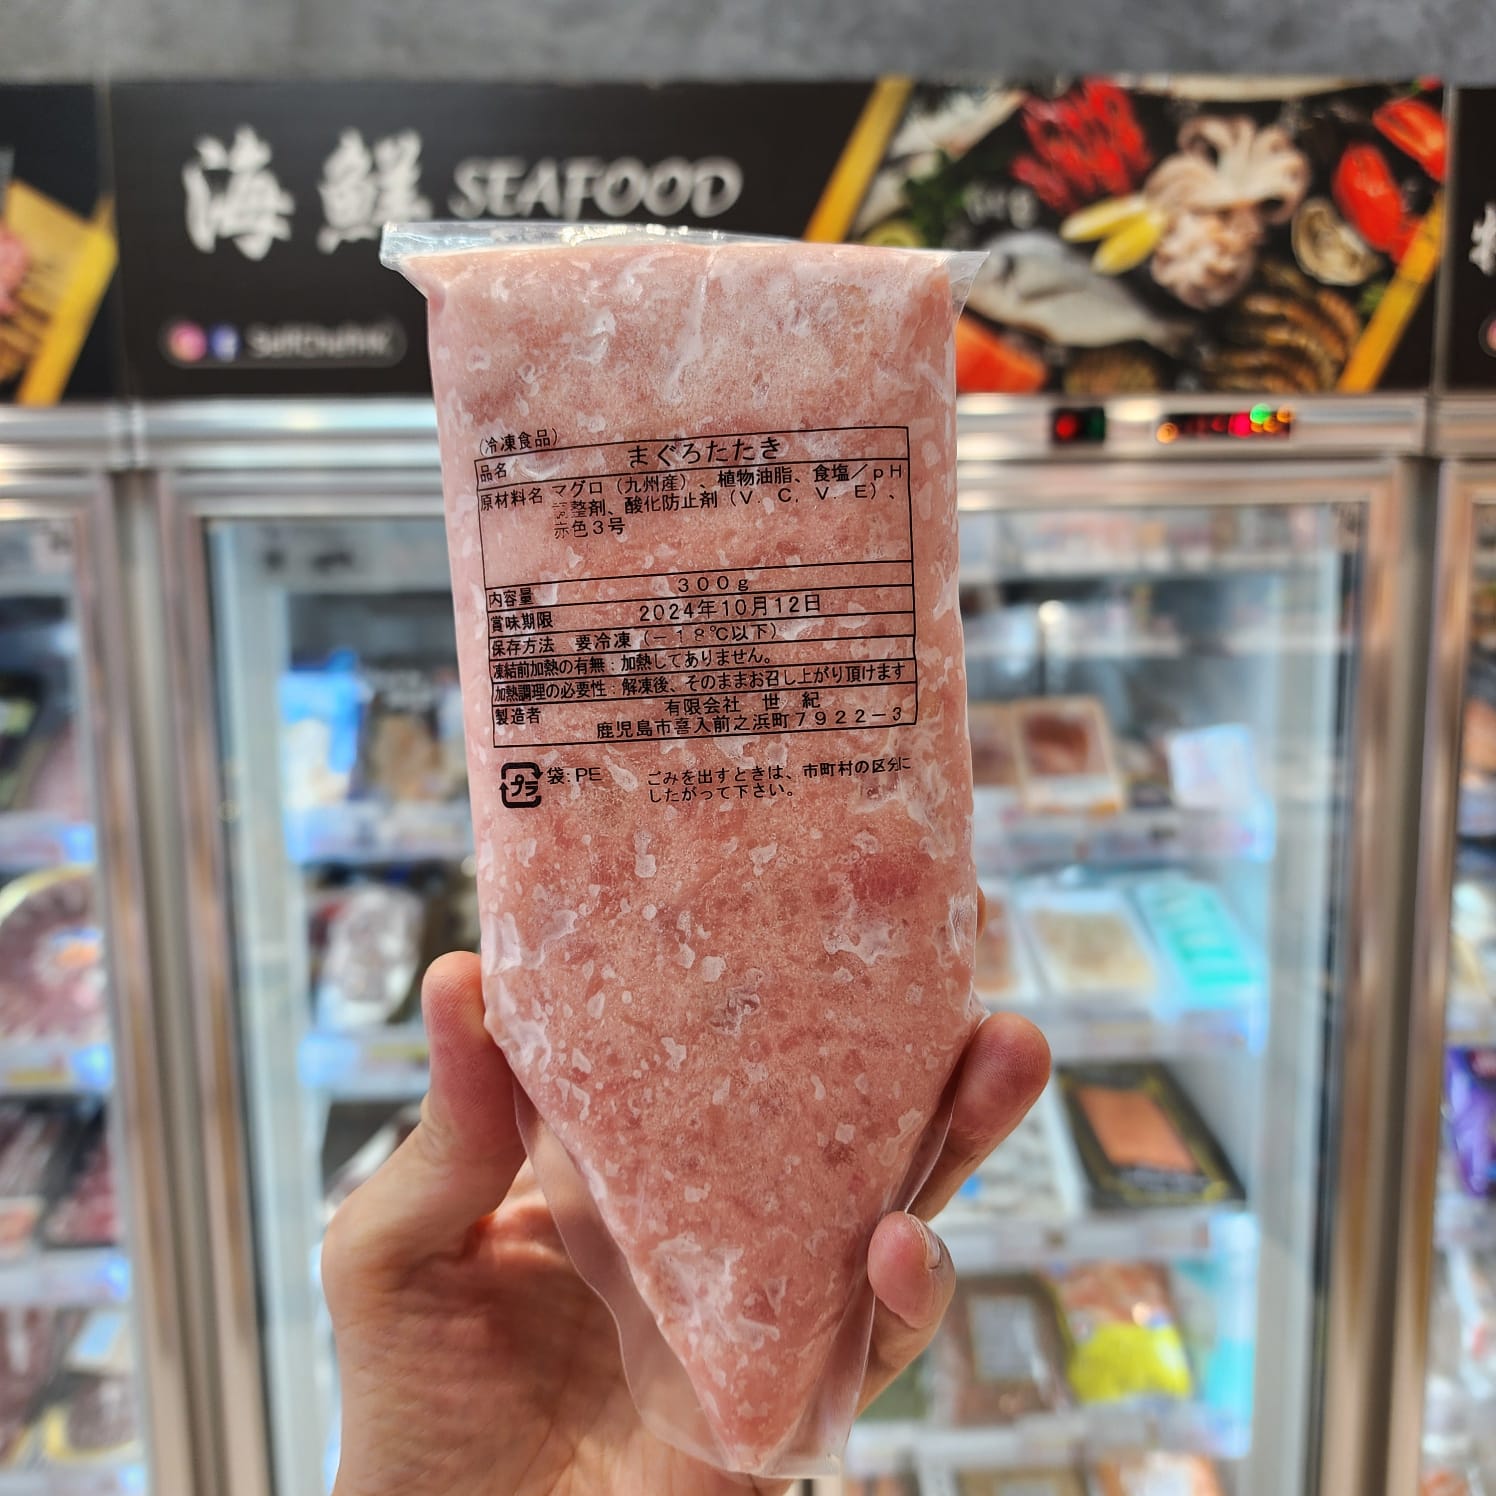 海鮮 SEAFOOD
(冷凍食品)
品名 まぐろたたき
原材料名 マグロ(九州産)、植物油脂、食塩/pH
調整剤、酸化防止剤(V.C,V.E)、
赤色3号
内容量 300g
賞味期限 2024年10月12日
保存方法 要冷凍(-18℃以下)
凍結前加熱の有無:加熱してありません。
加熱調理の必要性:解凍後、そのままお召し上がり頂けます
製造者 有限会社 世紀
鹿児島市喜入前之浜町7922-3
プラ 袋:PE ごみを出すときは、市町村の区分に
したがって下さい。